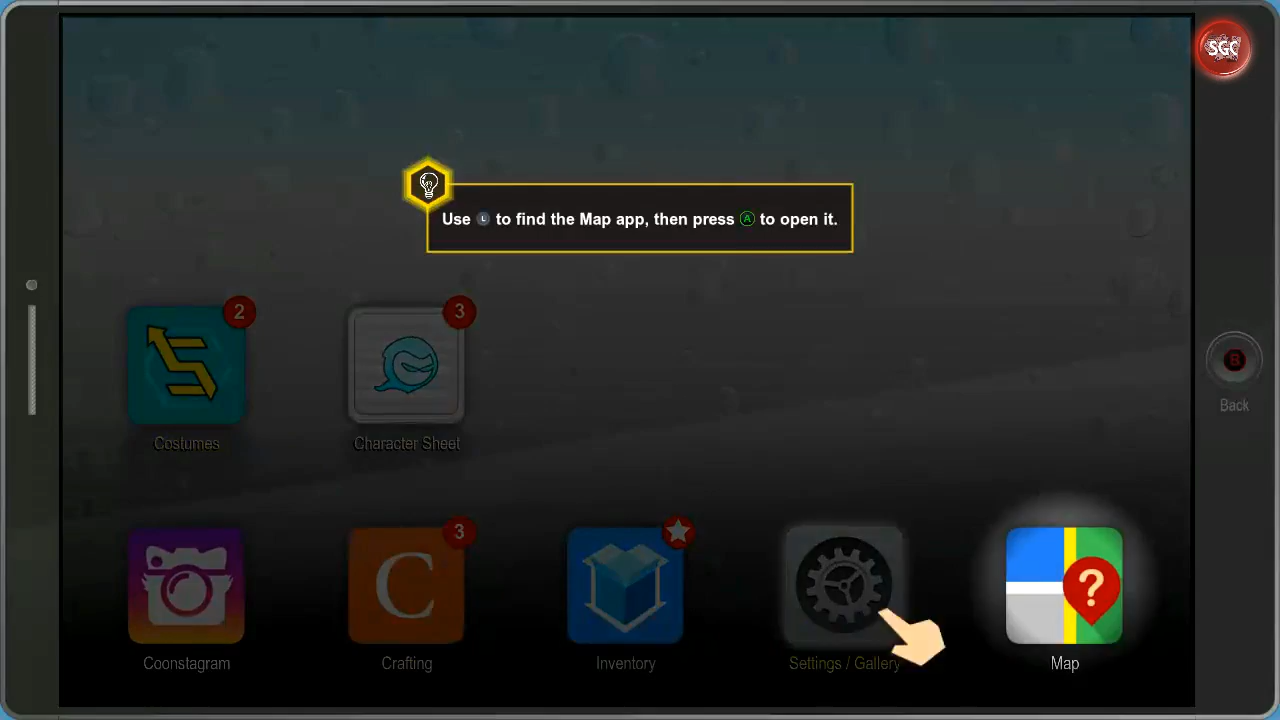 SGC
Use L to find the Map app, then press A to open it.
2
3
Costumes
Character Sheet
B
Back
3
C
?
Coonstagram
Crafting
Inventory
Settings / Gallery
Map